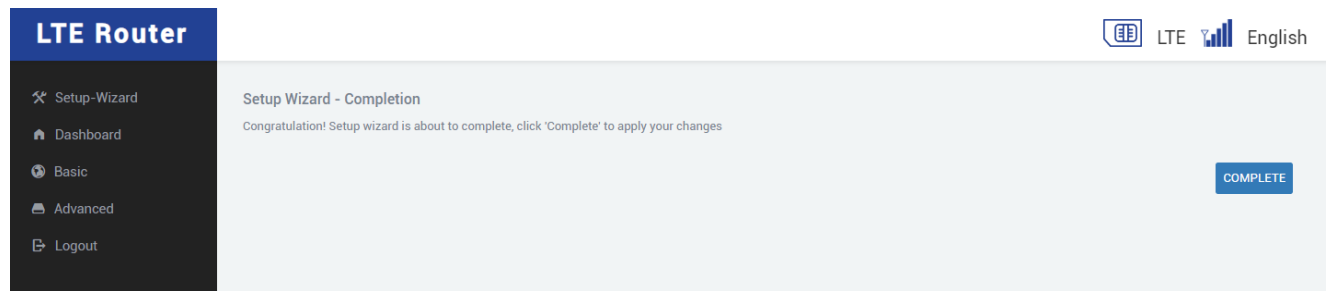 LTE Router
LTE English
Setup-Wizard
Dashboard
Basic
Advanced
Logout
Setup Wizard - Completion
Congratulation! Setup wizard is about to complete, click 'Complete' to apply your changes
COMPLETE